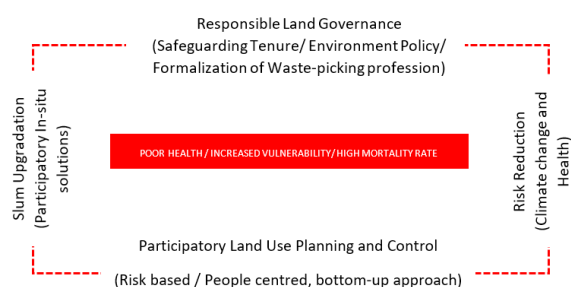 Responsible Land Governance
(Safeguarding Tenure/ Environment Policy/
Formalization of Waste-picking profession)
Slum Upgradation
(Participatory In-situ
solutions)
POOR HEALTH / INCREASED VULNERABILITY/ HIGH MORTALITY RATE
Risk Reduction
(Climate change and
Health)
Participatory Land Use Planning and Control
(Risk based / People centred, bottom-up approach)